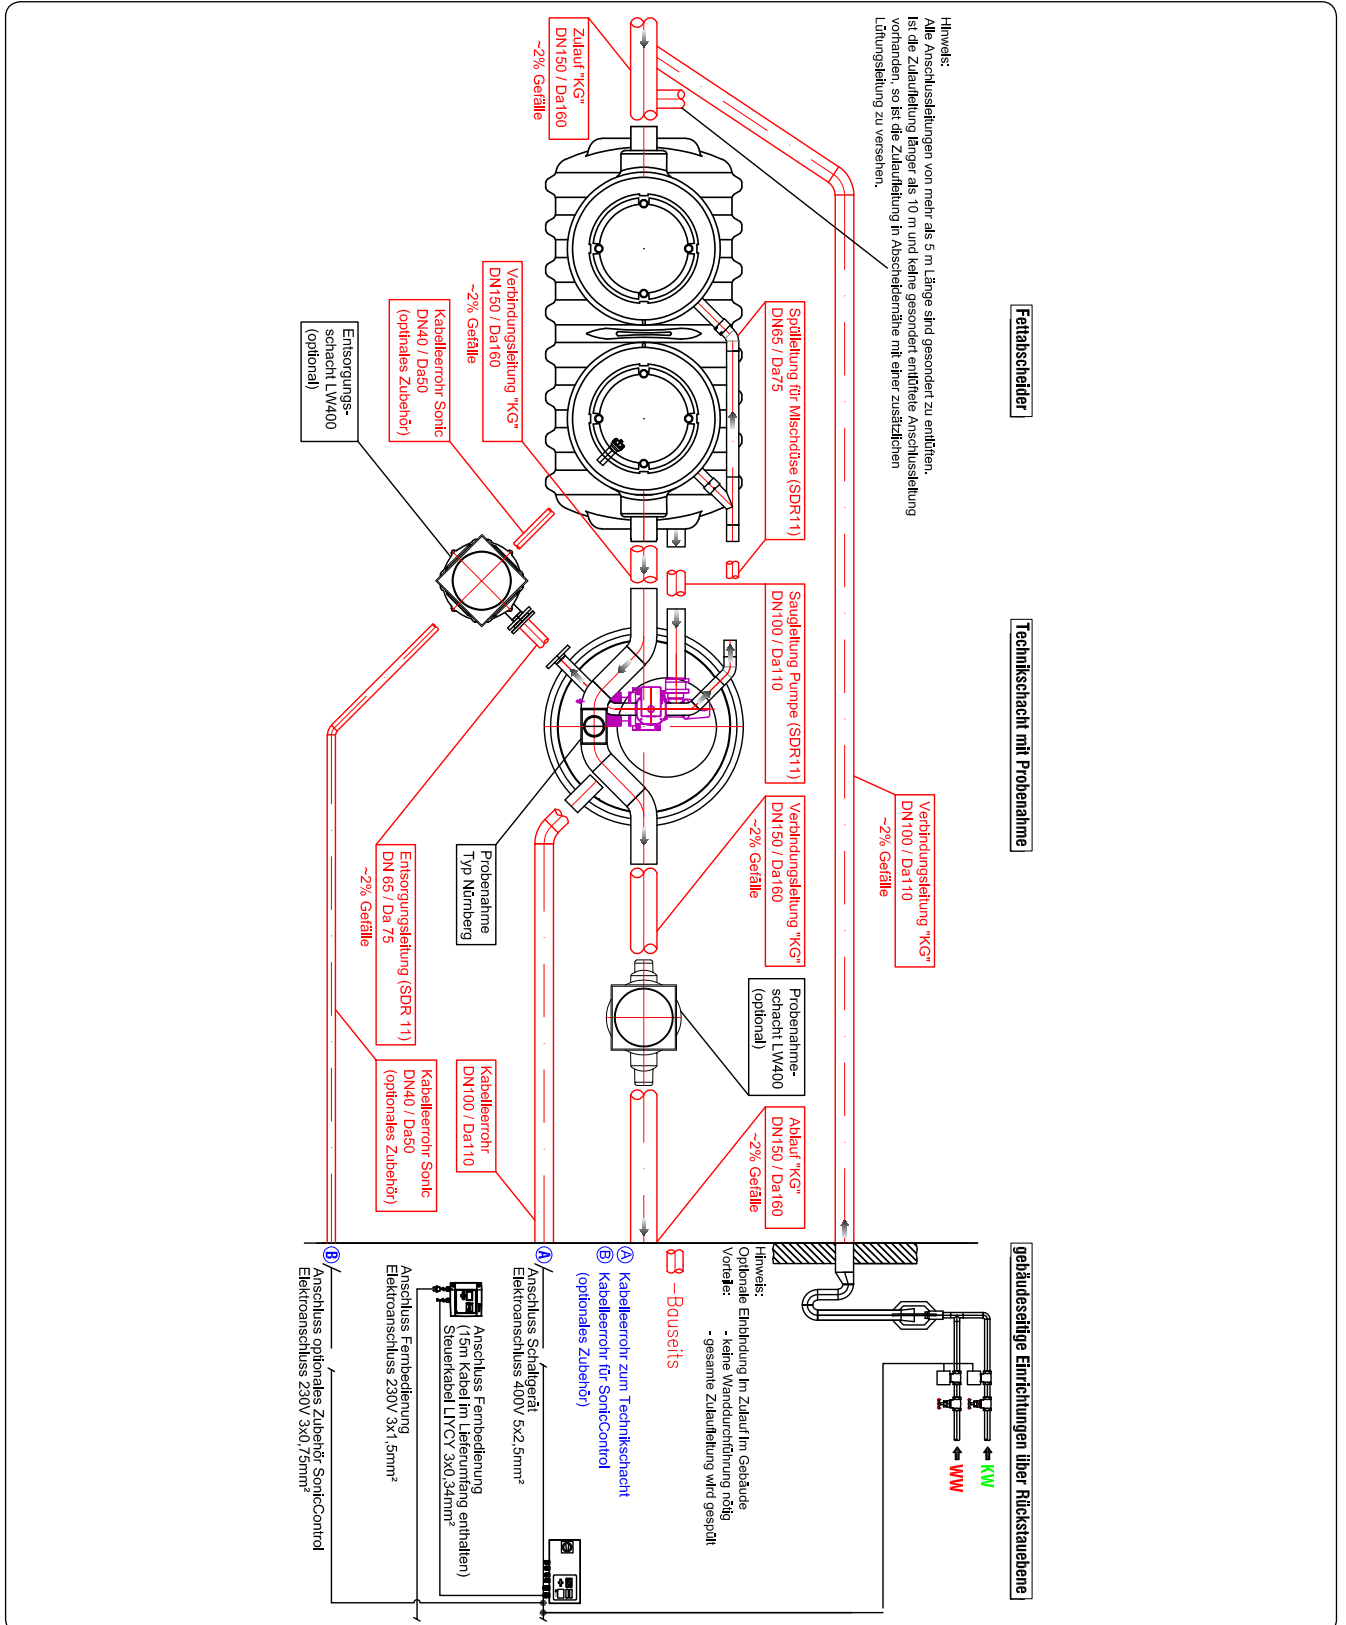 Fettabscheider
Technikschacht mit Probenahme
gebäudeseitige Einrichtungen über Rückstauebene
Hinweis:
Alle Anschlussleitungen von mehr als 5 m Länge sind gesondert zu entlüften.
Ist die Zulaufleitung länger als 10 m und keine gesondert entlüftete Anschlussleitung
vorhanden, so ist die Zulaufleitung in Abscheidernähe mit einer zusätzlichen
Lüftungsleitung zu versehen.
Verbindungsleitung "KG"
DN100 / Da110
~2% Gefälle
KW
WW
Spülleitung für Mischdüse (SDR11)
DN65 / Da75
Saugleitung Pumpe (SDR11)
DN100 / Da110
Verbindungsleitung "KG"
DN150 / Da160
~2% Gefälle
Probenahme-
schacht LW400
(optional)
Ablauf "KG"
DN150 / Da160
~2% Gefälle
Hinweis:
Optionale Einbindung im Zulauf im Gebäude
Vorteile: - keine Wanddurchführung nötig
- gesamte Zulaufleitung wird gespült
Zulauf "KG"
DN150 / Da160
~2% Gefälle
-Bauseits
A Kabelleerrohr zum Technikschacht
B Kabelleerrohr für SonicControl
(optionales Zubehör)
Verbindungsleitung "KG"
DN150 / Da160
~2% Gefälle
Kabelleerrohr Sonic
DN40 / Da50
(optinales Zubehör)
Entsorgungs-
schacht LW400
(optional)
Probenahme
Typ Nürnberg
Entsorgungsleitung (SDR 11)
DN 65 / Da 75
~2% Gefälle
Kabelleerrohr
DN100 / Da110
Kabelleerrohr Sonic
DN40 / Da50
(optionales Zubehör)
A
Anschluss Schaltgerät
Elektroanschluss 400V 5x2,5mm²
Anschluss Fernbedienung
(15m Kabel im Lieferumfang enthalten)
Steuerkabel LIYCY 3x0,34mm²
Anschluss Fernbedienung
Elektroanschluss 230V 3x1,5mm²
B
Anschluss optionales Zubehör SonicControl
Elektroanschluss 230V 3x0,75mm²